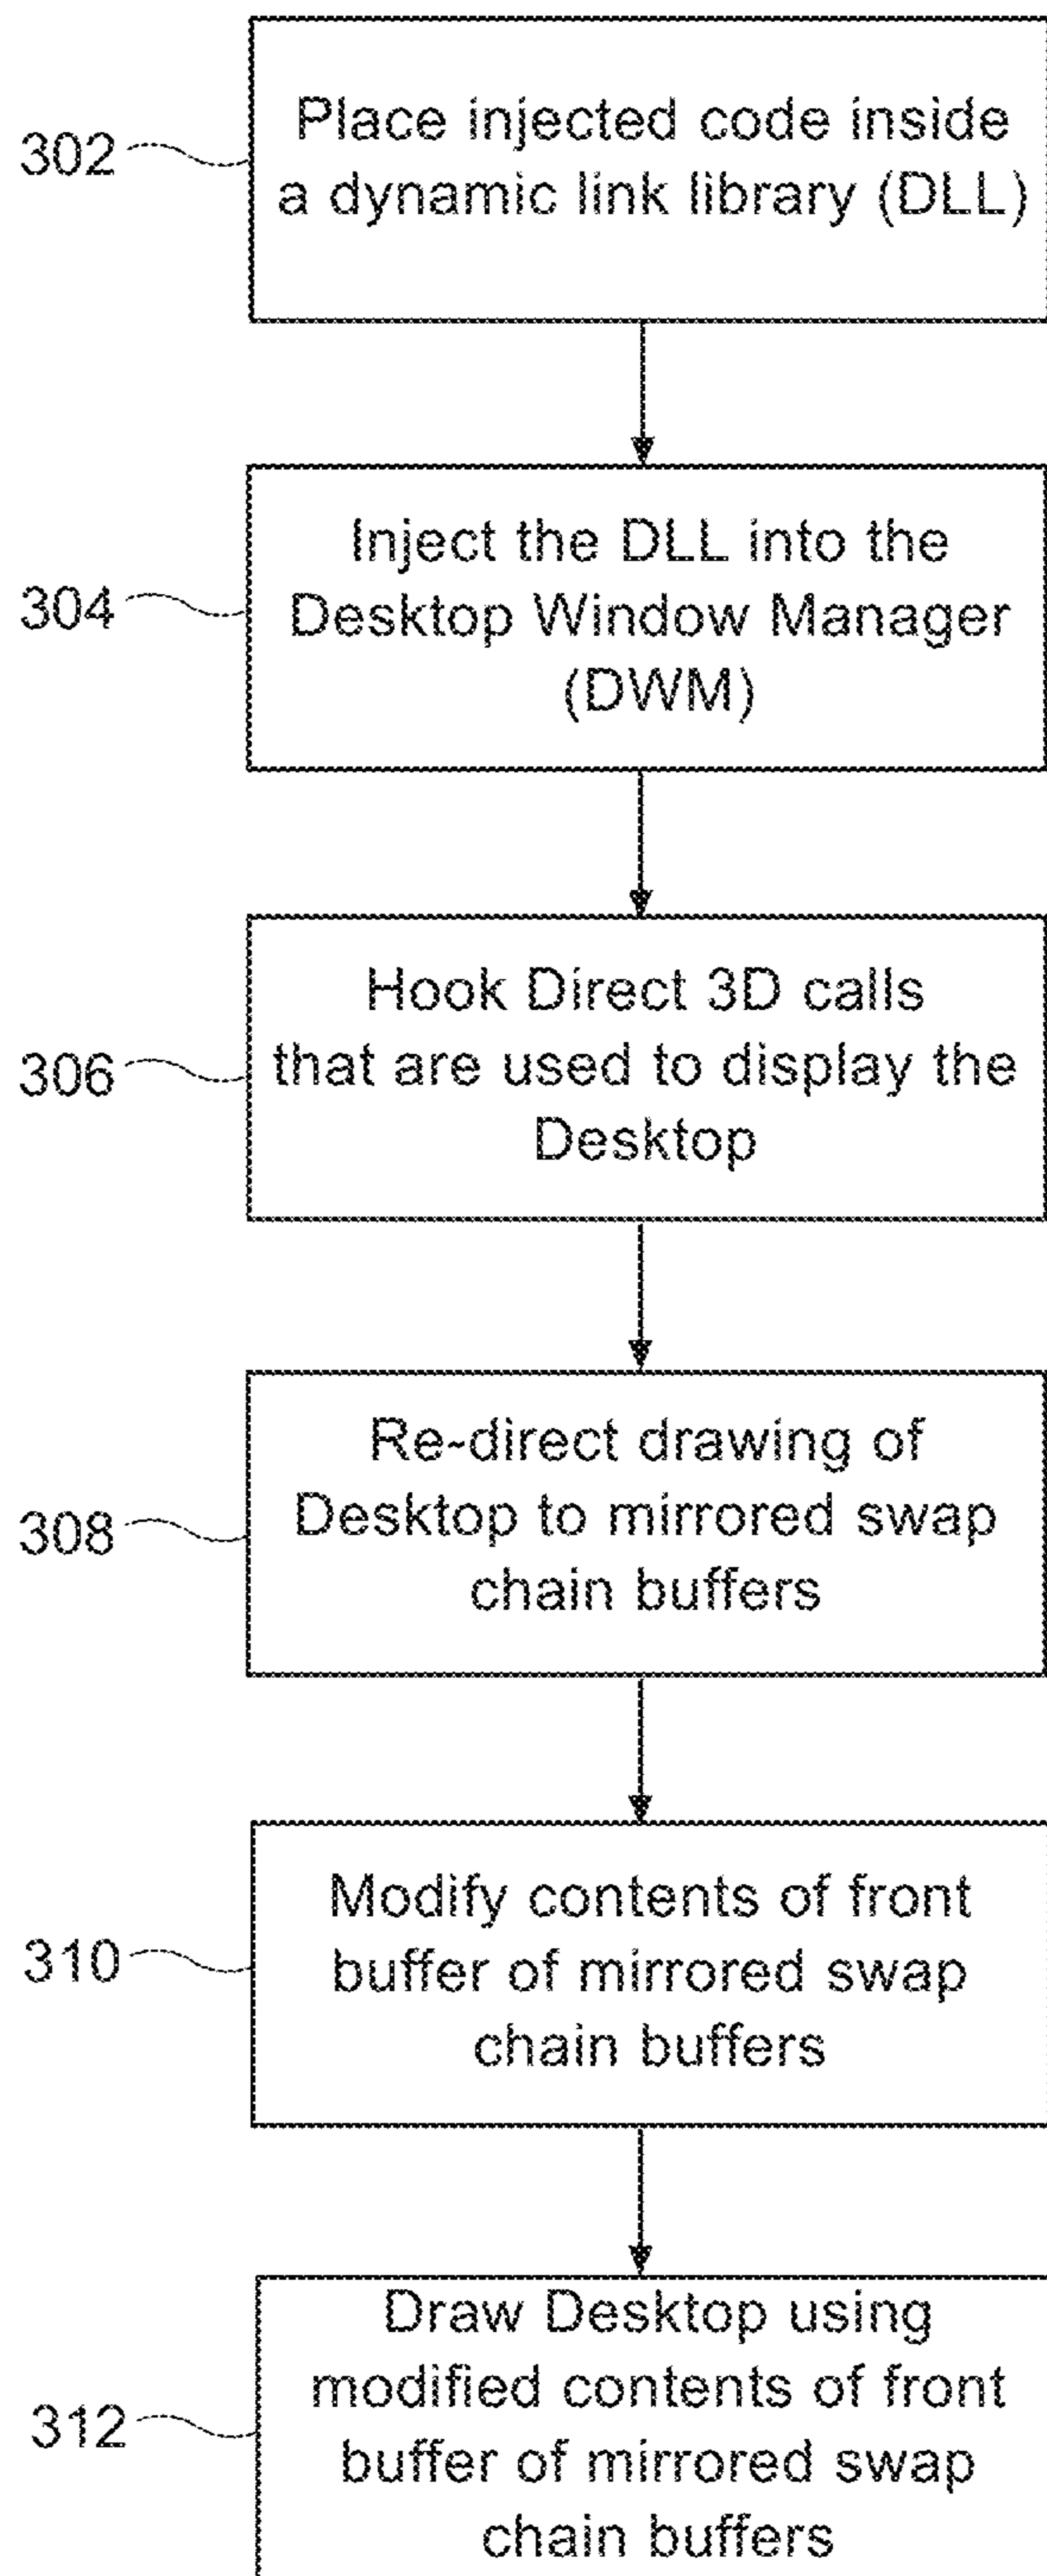 302
Place injected code inside
a dynamic link library (DLL)
304
Inject the DLL into the
Desktop Window Manager
(DWM)
306
Hook Direct 3D calls
that are used to display the
Desktop
308
Re-direct drawing of
Desktop to mirrored swap
chain buffers
310
Modify contents of front
buffer of mirrored swap
chain buffers
312
Draw Desktop using
modified contents of front
buffer of mirrored swap
chain buffers